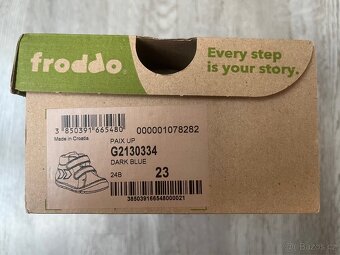 froddo
Every step
is your story.
3 850391 665480
000001078282
Made in Croatia
PAIX UP
G2130334
DARK BLUE
24B
23
3850391665480000021